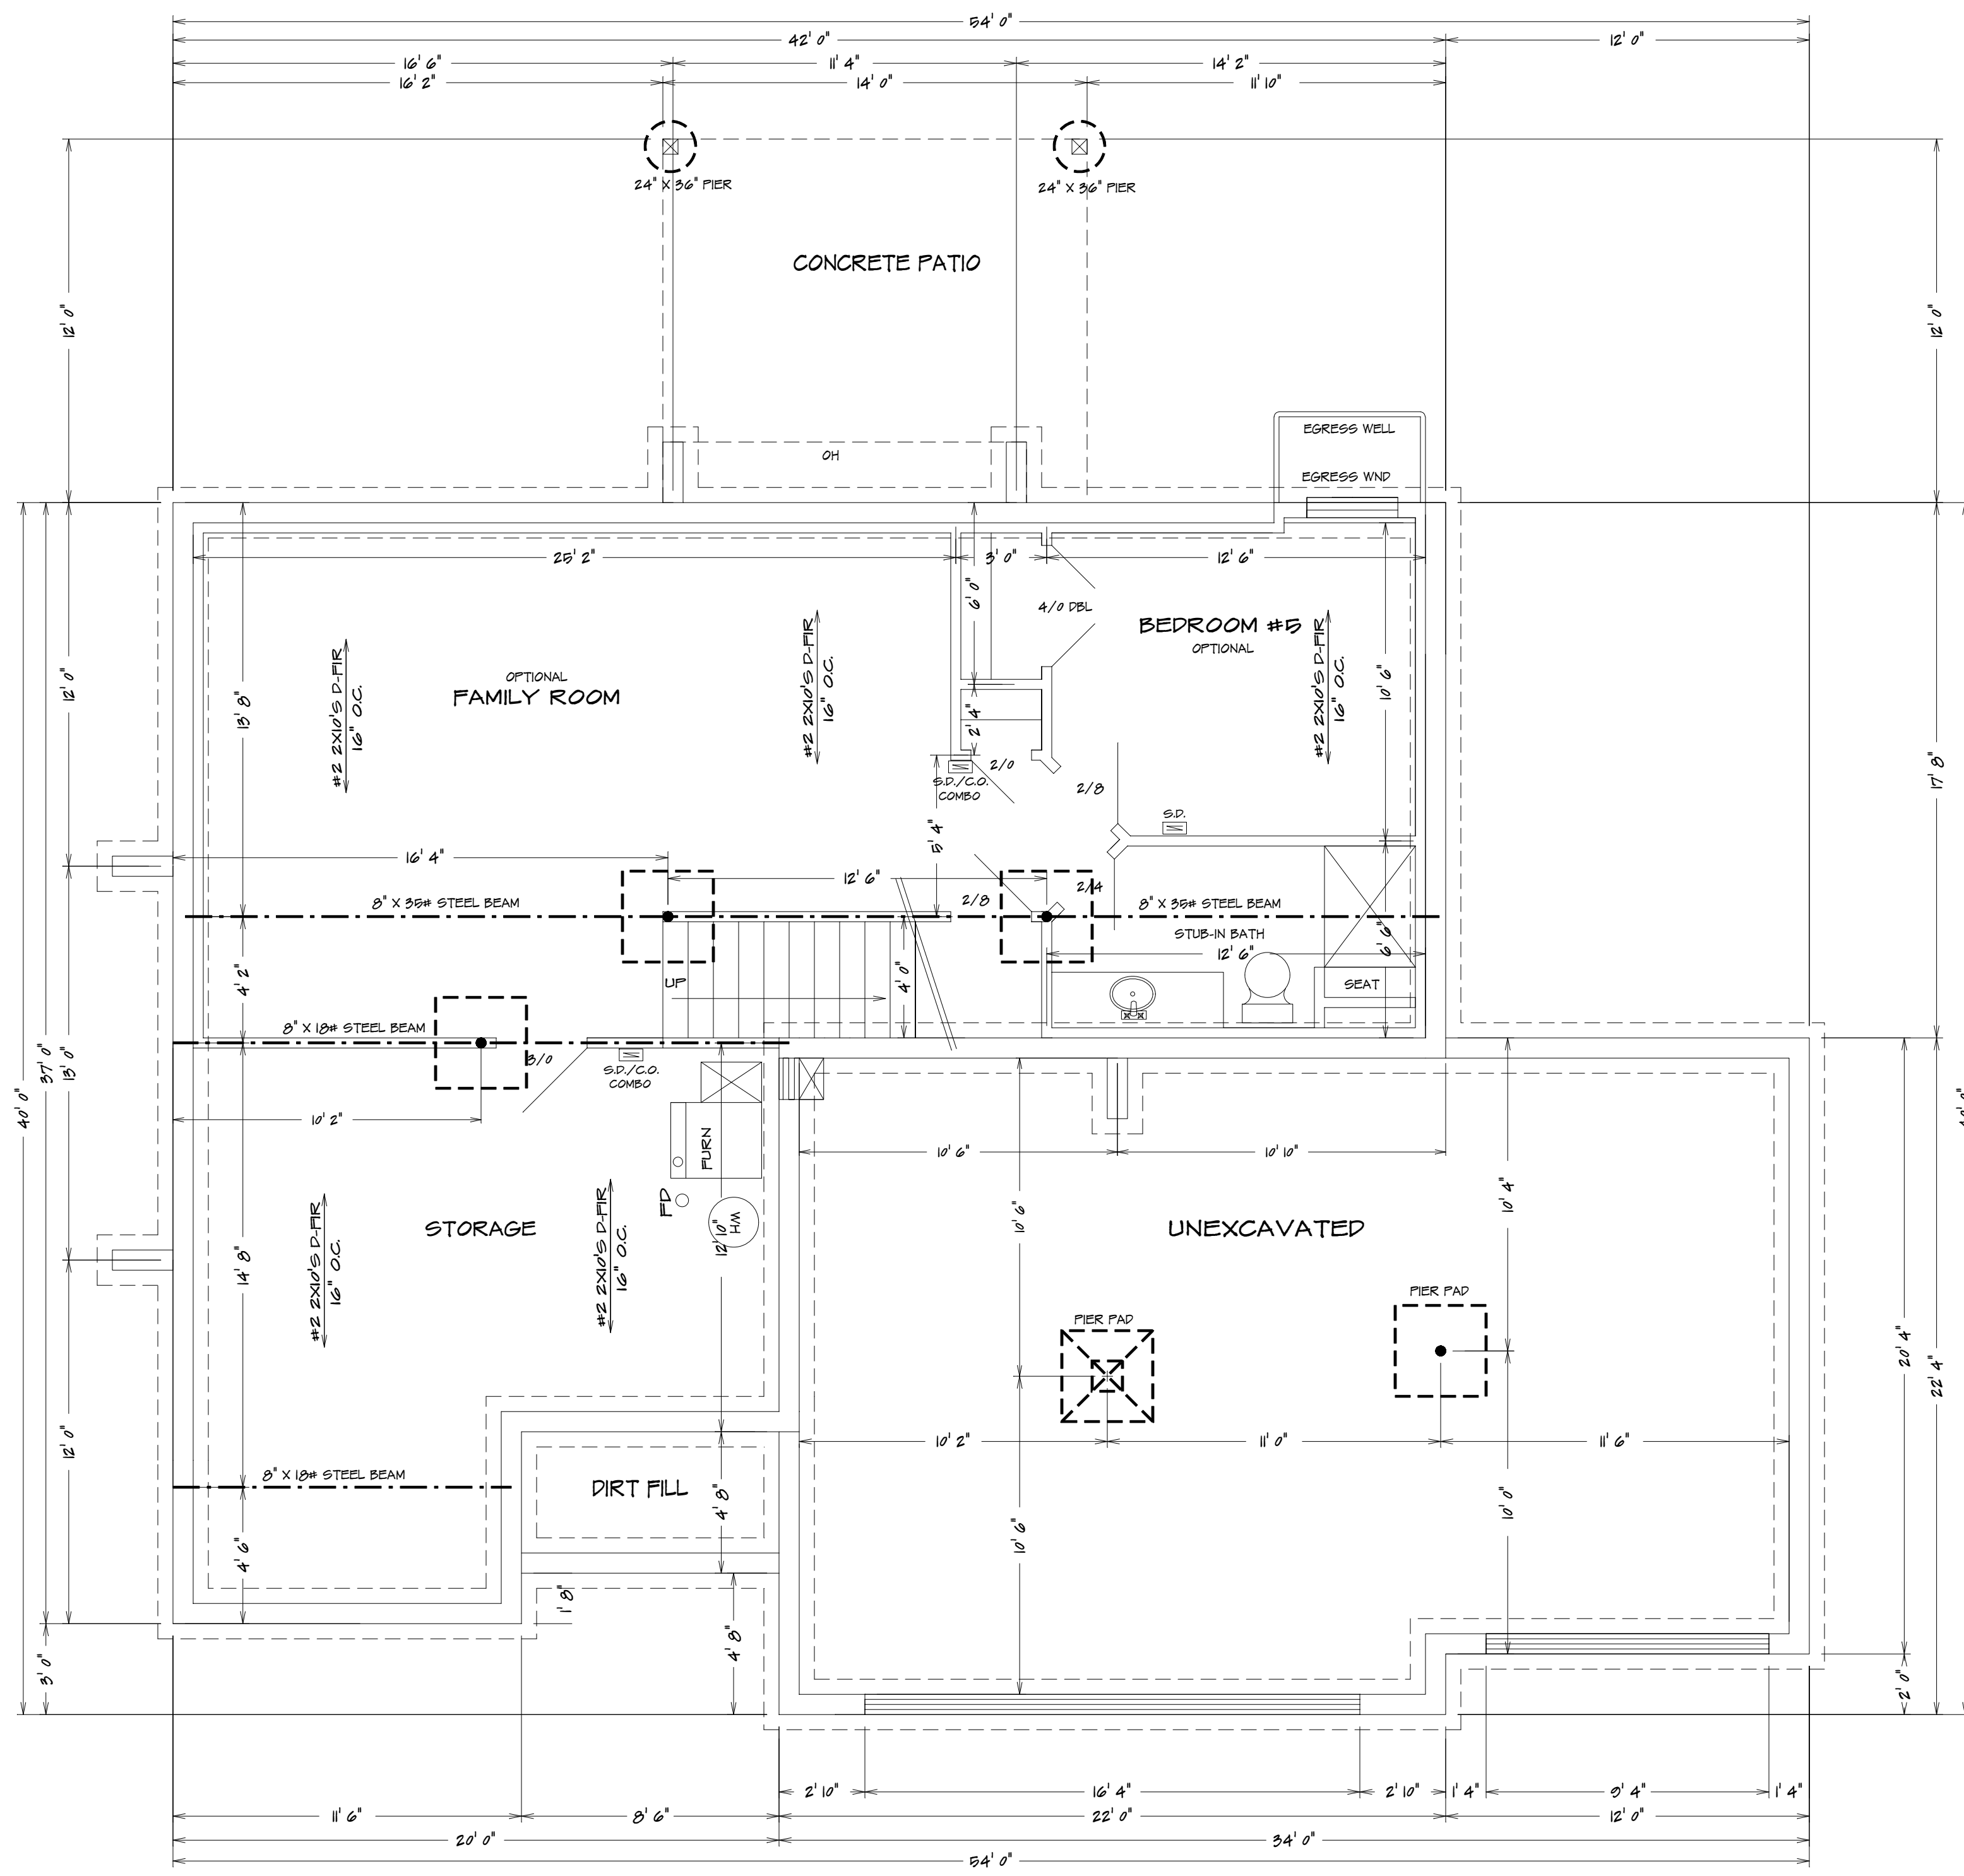 54' 0"
42' 0"
12' 0"
16' 6"
11' 4"
14' 2"
16' 2"
14' 0"
11' 10"
24" X 36" PIER
24" X 36" PIER
CONCRETE PATIO
12' 0"
12' 0"
EGRESS WELL
OH
EGRESS WND
25' 2"
3' 0"
12' 6"
6' 0"
4/0 DBL
BEDROOM #5
OPTIONAL
#2 2X10'S D-FIR
16" O.C.
#2 2X10'S D-FIR
16" O.C.
#2 2X10'S D-FIR
16" O.C.
OPTIONAL
FAMILY ROOM
12' 0"
13' 8"
10' 6"
2' 4"
17' 8"
2/0
S.D./C.O.
COMBO
2/8
S.D.
5' 4"
16' 4"
12' 6"
2/4
8" X 35# STEEL BEAM
2/8
8" X 35# STEEL BEAM
STUB-IN BATH
12' 6"
6' 6"
UP
4' 2"
4' 0"
SEAT
8" X 18# STEEL BEAM
3/0
S.D./C.O.
COMBO
40' 0"
37' 0"
13' 0"
10' 2"
FURN
FD
WH
12' 10"
10' 6"
10' 10"
10' 4"
10' 6"
STORAGE
UNEXCAVATED
#2 2X10'S D-FIR
16" O.C.
#2 2X10'S D-FIR
16" O.C.
14' 8"
PIER PAD
PIER PAD
20' 4"
22' 4"
12' 0"
10' 2"
11' 0"
11' 6"
8" X 18# STEEL BEAM
DIRT FILL
4' 8"
10' 0"
10' 6"
4' 6"
1' 8"
4' 8"
3' 0"
2' 0"
2' 10"
16' 4"
2' 10"
1' 4"
9' 4"
1' 4"
11' 6"
8' 6"
22' 0"
12' 0"
20' 0"
34' 0"
54' 0"